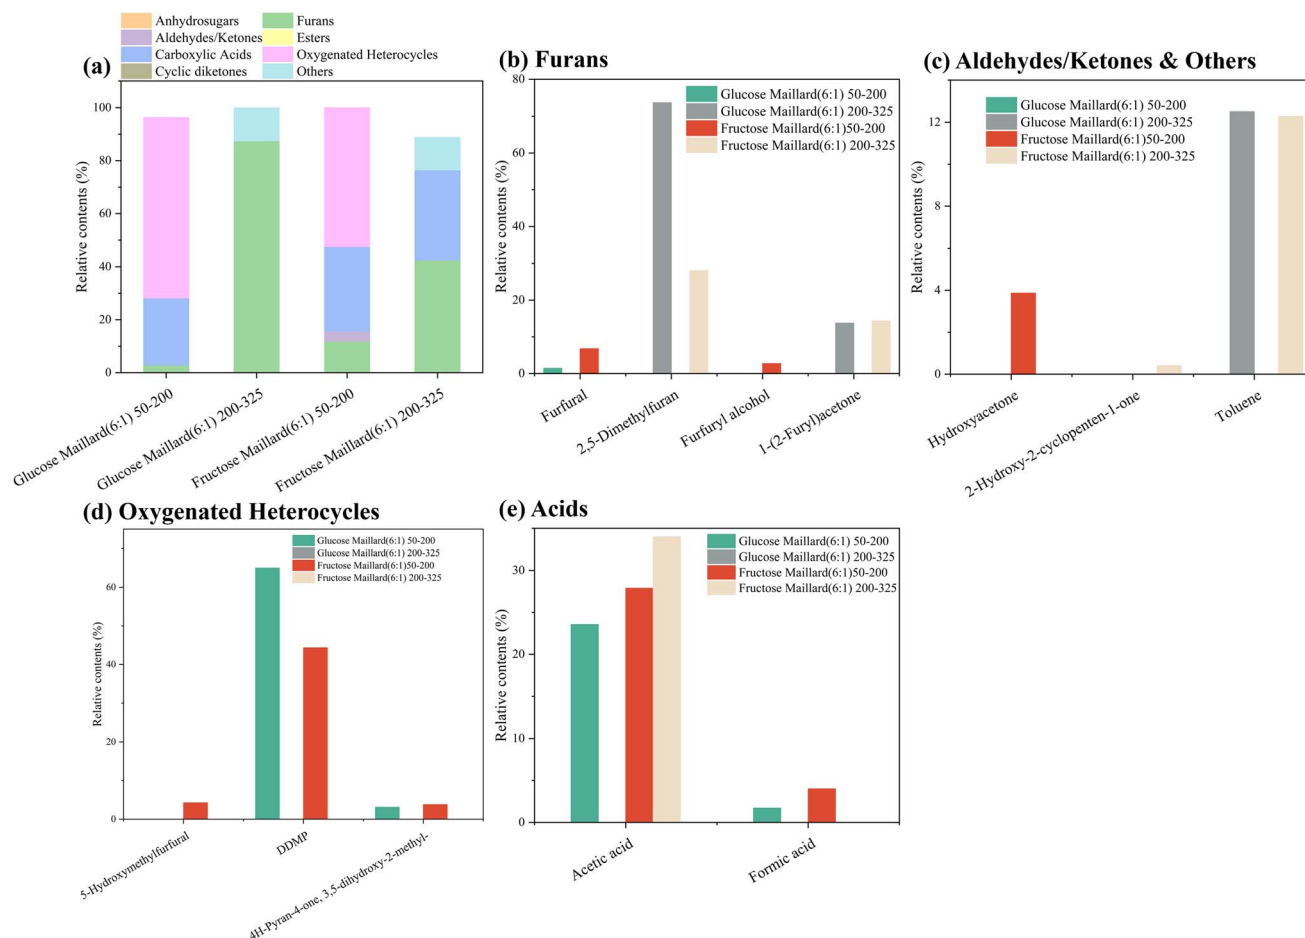 Anhydrosugars
Furans
Aldehydes/Ketones
Esters
Carboxylic Acids
Oxygenated Heterocycles
Cyclic diketones
Others
(a)
Relative contents (%)
100
80
60
40
20
0
Glucose Maillard(6:1) 50-200
Glucose Maillard(6:1) 200-325
Fructose Maillard(6:1) 50-200
Fructose Maillard(6:1) 200-325
(b) Furans
Glucose Maillard(6:1) 50-200
Glucose Maillard(6:1) 200-325
Fructose Maillard(6:1)50-200
Fructose Maillard(6:1) 200-325
Relative contents (%)
80
60
40
20
0
Furfural
2,5-Dimethylfuran
Furfuryl alcohol
1-(2-Furyl)acetone
(c) Aldehydes/Ketones & Others
Glucose Maillard(6:1) 50-200
Glucose Maillard(6:1) 200-325
Fructose Maillard(6:1)50-200
Fructose Maillard(6:1) 200-325
Relative contents (%)
12
8
4
0
Hydroxyacetone
2-Hydroxy-2-cyclopenten-1-one
Toluene
(d) Oxygenated Heterocycles
Glucose Maillard(6:1) 50-200
Glucose Maillard(6:1) 200-325
Fructose Maillard(6:1)50-200
Fructose Maillard(6:1) 200-325
Relative contents (%)
60
40
20
0
5-Hydroxymethylfurfural
DDMP
4H-Pyran-4-one, 3,5-dihydroxy-2-methyl-
(e) Acids
Glucose Maillard(6:1) 50-200
Glucose Maillard(6:1) 200-325
Fructose Maillard(6:1)50-200
Fructose Maillard(6:1) 200-325
Relative contents (%)
30
20
10
0
Acetic acid
Formic acid